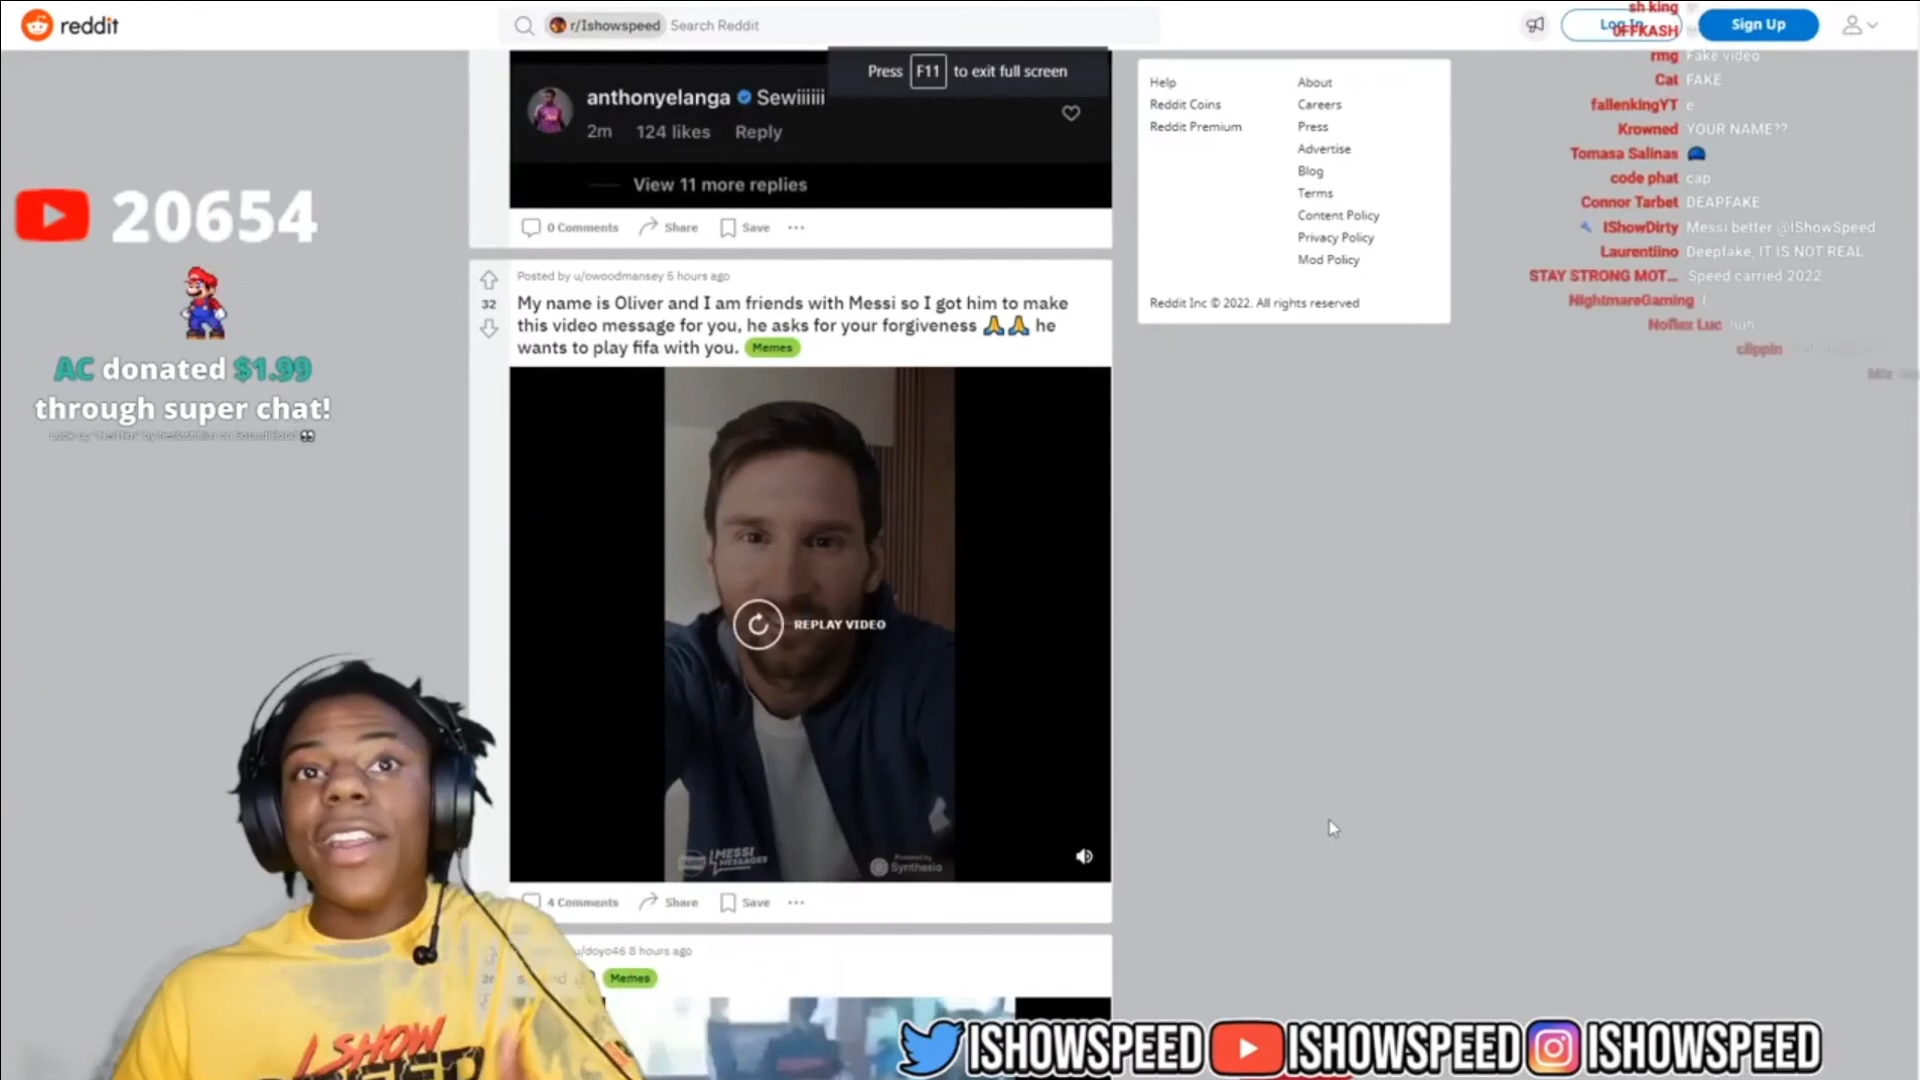 reddit
r/Ishowspeed Search Reddit
Log In
Sign Up
Press F11 to exit full screen
anthonyelanga Sewiiiiii
2m 124 likes Reply
View 11 more replies
0 Comments Share Save
Help
Reddit Coins
Reddit Premium
About
Careers
Press
Advertise
Blog
Terms
Content Policy
Privacy Policy
Mod Policy
Reddit Inc © 2022. All rights reserved
sh king
0FFKASH
rmg Fake video
Cat FAKE
fallenkingYT e
Krowned YOUR NAME??
Tomasa Salinas 🧢
code phat cap
Connor Tarbet DEAPFAKE
IShowDirty Messi better @IShowSpeed
Laurentiino Deepfake, IT IS NOT REAL
STAY STRONG MOT... Speed carried 2022
NightmareGaming I
Noflex Luc huh
clippin
20654
AC donated $1.99
through super chat!
Posted by u/owoodmansey 5 hours ago
32
My name is Oliver and I am friends with Messi so I got him to make
this video message for you, he asks for your forgiveness 🙏🙏 he
wants to play fifa with you. Memes
REPLAY VIDEO
MESSI
MESSAGES
Powered by
Synthesia
4 Comments Share Save
u/doyo46 8 hours ago
Memes
I SHOW
ISHOWSPEED ISHOWSPEED ISHOWSPEED